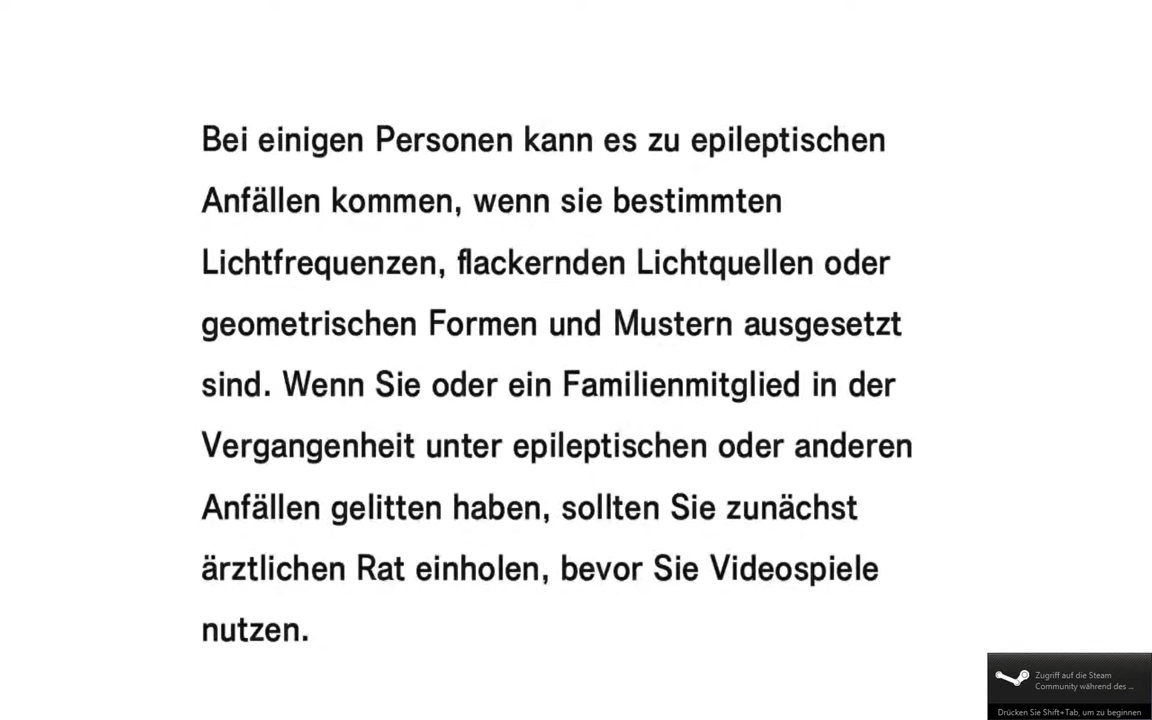 Bei einigen Personen kann es zu epileptischen
Anfällen kommen, wenn sie bestimmten
Lichtfrequenzen, flackernden Lichtquellen oder
geometrischen Formen und Mustern ausgesetzt
sind. Wenn Sie oder ein Familienmitglied in der
Vergangenheit unter epileptischen oder anderen
Anfällen gelitten haben, sollten Sie zunächst
ärztlichen Rat einholen, bevor Sie Videospiele
nutzen.
Zugriff auf die Steam
Community während des ...
Drücken Sie Shift+Tab, um zu beginnen